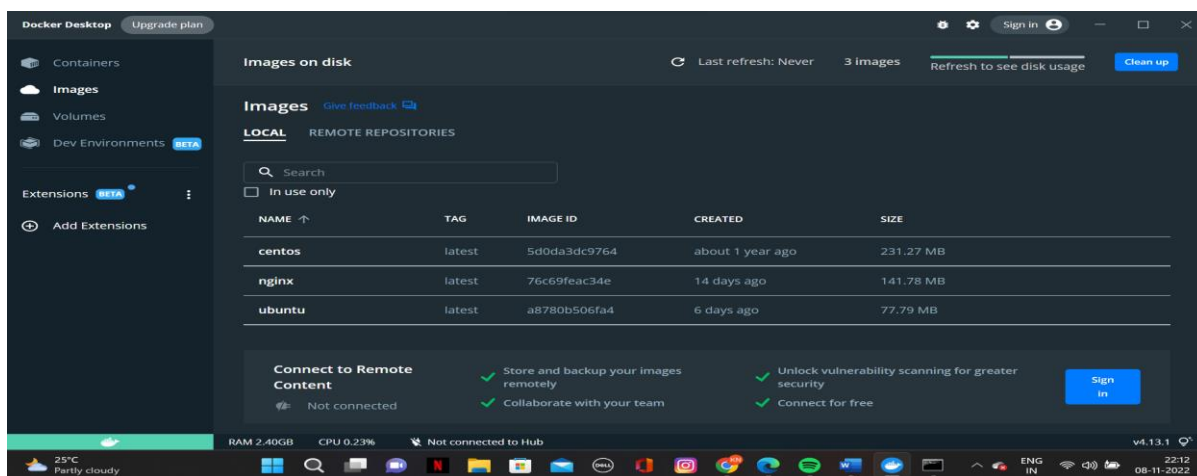 Docker Desktop Upgrade plan Sign in
Containers
Images
Volumes
Dev Environments BETA
Extensions BETA
Add Extensions
Images on disk Last refresh: Never 3 images Refresh to see disk usage Clean up
Images Give feedback
LOCAL REMOTE REPOSITORIES
Search
In use only
NAME TAG IMAGE ID CREATED SIZE
centos latest 5d0da3dc9764 about 1 year ago 231.27 MB
nginx latest 76c69feac34e 14 days ago 141.78 MB
ubuntu latest a8780b506fa4 6 days ago 77.79 MB
Connect to Remote
Content
Not connected
Store and backup your images
remotely
Collaborate with your team
Unlock vulnerability scanning for greater
security
Connect for free
Sign
in
RAM 2.40GB CPU 0.23% Not connected to Hub v4.13.1
25°C
Partly cloudy
DELL
ENG
IN
22:12
08-11-2022